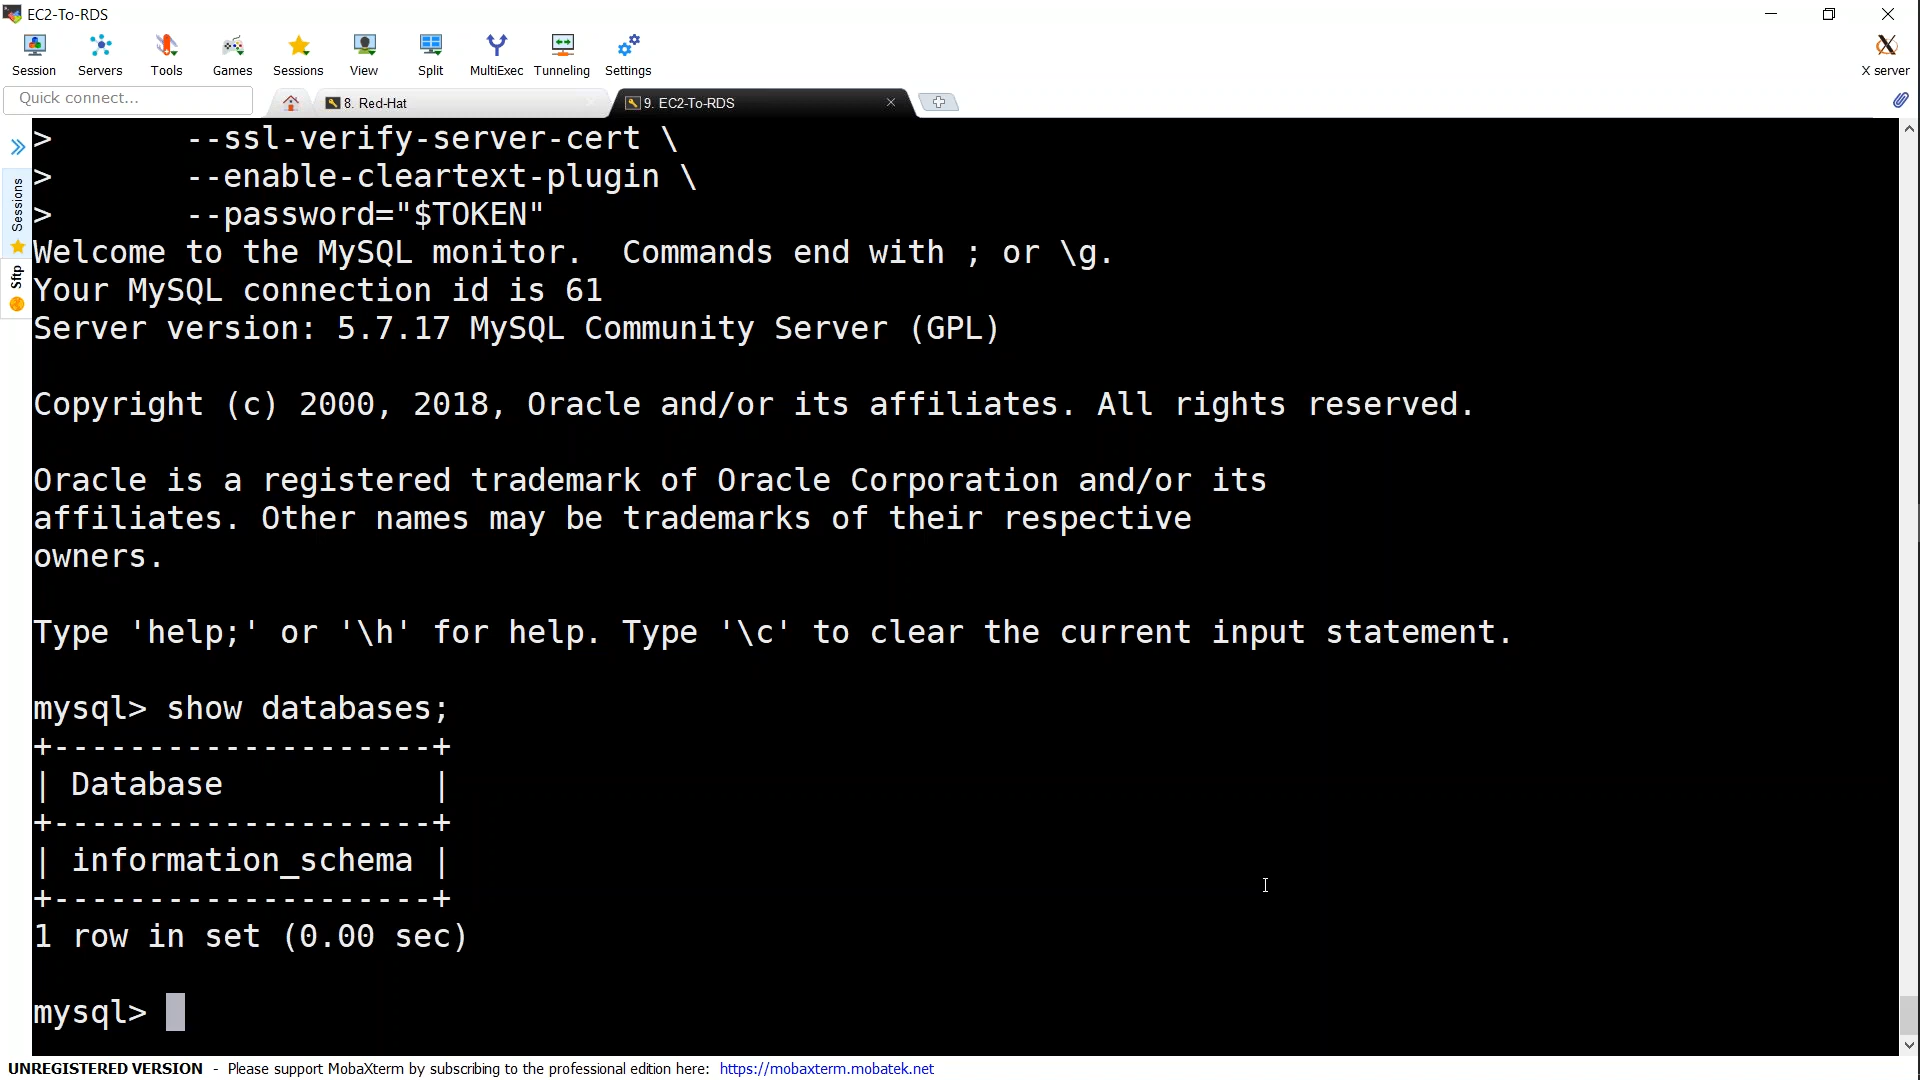 EC2-To-RDS
Session Servers Tools Games Sessions View Split MultiExec Tunneling Settings X server
Quick connect... 8. Red-Hat 9. EC2-To-RDS
Sessions
Sftp
> --ssl-verify-server-cert \
> --enable-cleartext-plugin \
> --password="$TOKEN"
Welcome to the MySQL monitor.  Commands end with ; or \g.
Your MySQL connection id is 61
Server version: 5.7.17 MySQL Community Server (GPL)
Copyright (c) 2000, 2018, Oracle and/or its affiliates. All rights reserved.
Oracle is a registered trademark of Oracle Corporation and/or its
affiliates. Other names may be trademarks of their respective
owners.
Type 'help;' or '\h' for help. Type '\c' to clear the current input statement.
mysql> show databases;
+--------------------+
| Database           |
+--------------------+
| information_schema |
+--------------------+
1 row in set (0.00 sec)
mysql>
UNREGISTERED VERSION - Please support MobaXterm by subscribing to the professional edition here: https://mobaxterm.mobatek.net